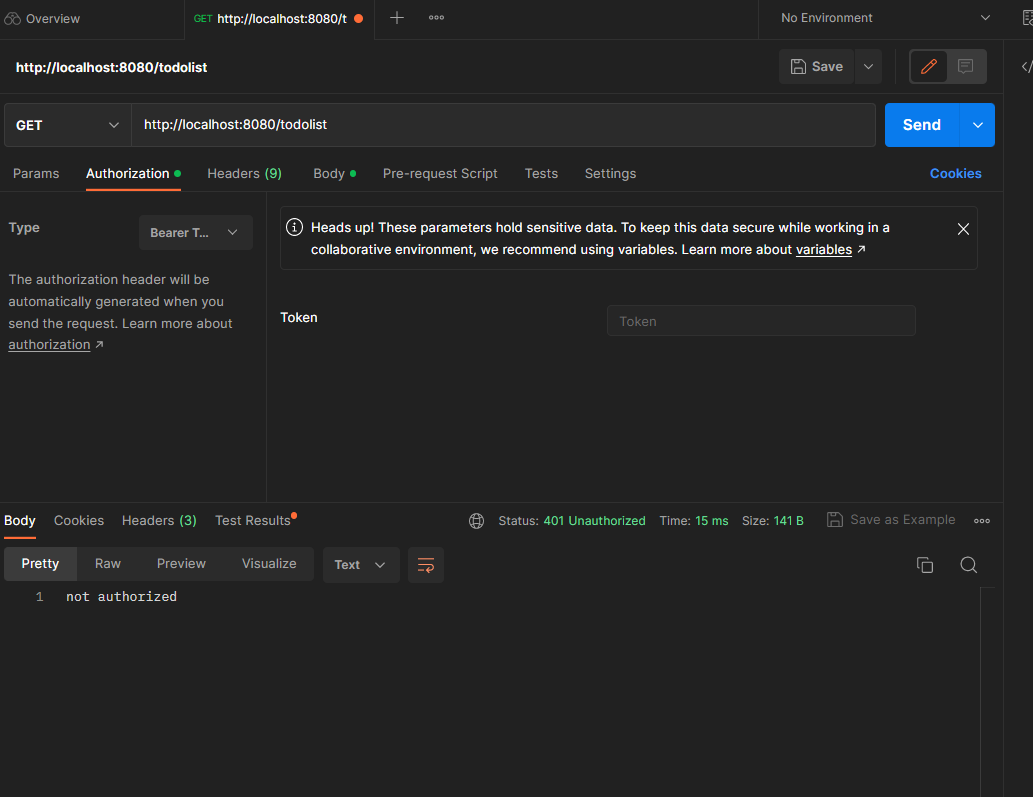 Overview
GET http://localhost:8080/t
No Environment
http://localhost:8080/todolist
Save
GET
http://localhost:8080/todolist
Send
Params Authorization Headers (9) Body Pre-request Script Tests Settings Cookies
Type
Bearer T...
The authorization header will be
automatically generated when you
send the request. Learn more about
authorization ↗
Heads up! These parameters hold sensitive data. To keep this data secure while working in a
collaborative environment, we recommend using variables. Learn more about variables ↗
Token
Token
Body Cookies Headers (3) Test Results
Status: 401 Unauthorized Time: 15 ms Size: 141 B
Save as Example
Pretty Raw Preview Visualize Text
1 not authorized